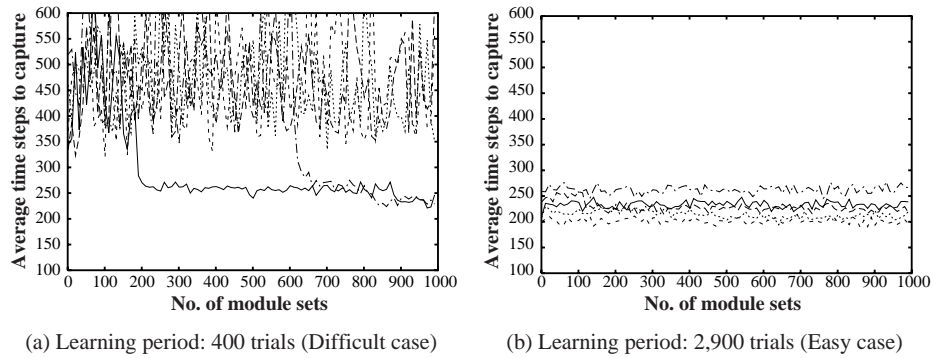 600
550
500
450
400
350
300
250
200
150
100
Average time steps to capture
0 100 200 300 400 500 600 700 800 900 1000
No. of module sets
(a) Learning period: 400 trials (Difficult case)
600
550
500
450
400
350
300
250
200
150
100
Average time steps to capture
0 100 200 300 400 500 600 700 800 900 1000
No. of module sets
(b) Learning period: 2,900 trials (Easy case)